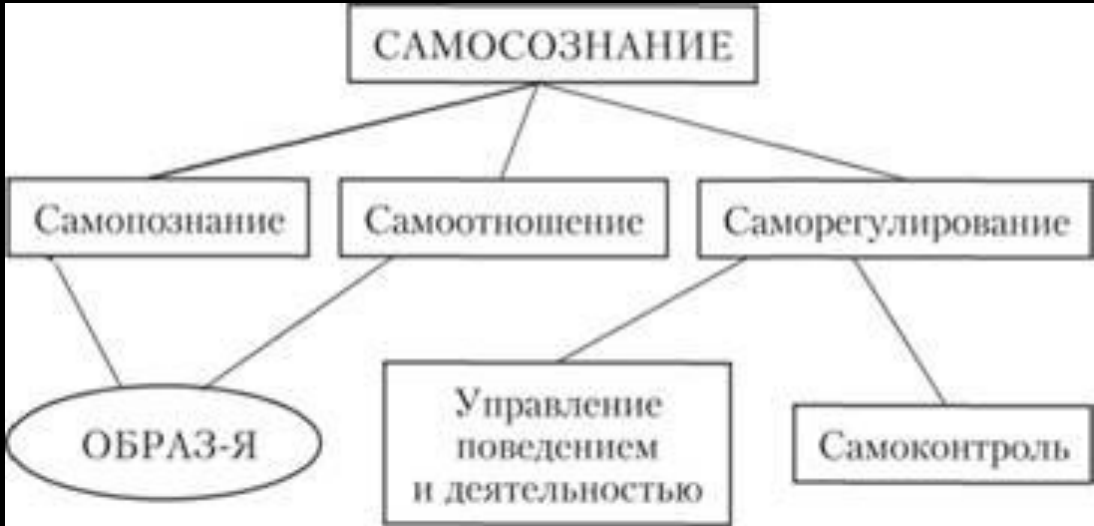 САМОСОЗНАНИЕ
Самопознание
Самоотношение
Саморегулирование
ОБРАЗ-Я
Управление
поведением
и деятельностью
Самоконтроль